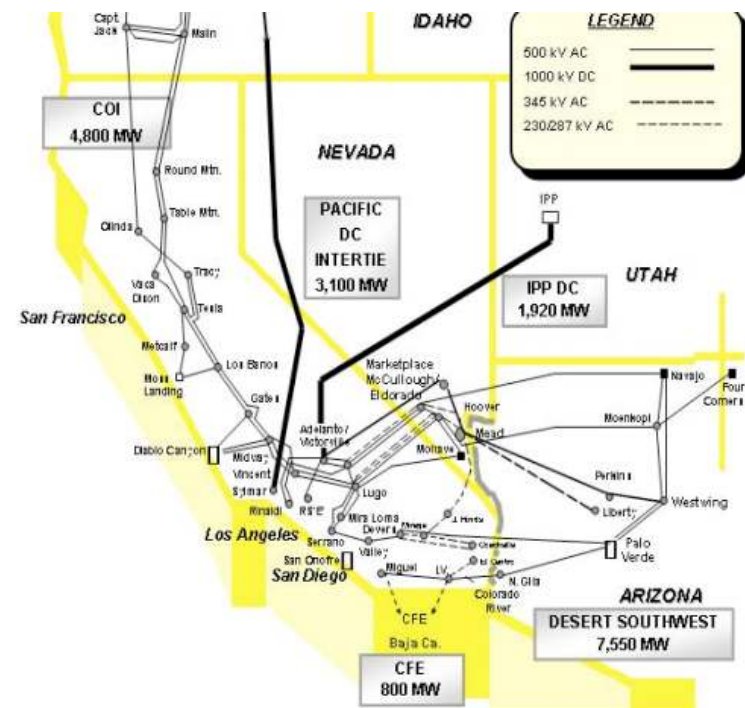 Capt.
Jack
Malin
IDAHO
LEGEND
500 kV AC
1000 kV DC
345 kV AC
230/287 kV AC
COI
4,800 MW
NEVADA
Round Mtn.
PACIFIC
DC
INTERTIE
3,100 MW
IPP
Table Mtn.
Olinda
Tracy
Vaca
Dixon
Tesla
IPP DC
1,920 MW
UTAH
San Francisco
Metcalf
Los Banos
Moss
Landing
Marketplace
McCullough/
Eldorado
Navajo
Four
Corners
Gates
Hoover
Adelanto/
Victorville
Moenkopi
Diablo Canyon
Midway
Mead
Mohave
Vincent
Sylmar
Lugo
Perkins
Westwing
Rinaldi
RS-E
Liberty
Los Angeles
Mira Loma
J. Hinds
Serrano
Devers
Mirage
Coachella
Palo
Verde
San Onofre
Valley
San Diego
Miguel
I.V.
El Centro
N. Gila
Colorado
River
ARIZONA
CFE
Baja Ca.
DESERT SOUTHWEST
7,550 MW
CFE
800 MW